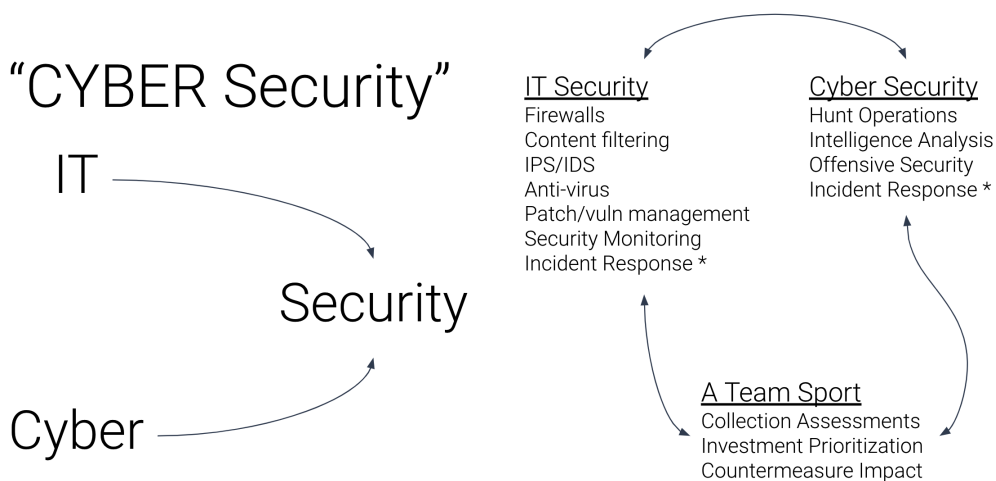 “CYBER Security”
IT
Security
Cyber
IT Security
Firewalls
Content filtering
IPS/IDS
Anti-virus
Patch/vuln management
Security Monitoring
Incident Response *
Cyber Security
Hunt Operations
Intelligence Analysis
Offensive Security
Incident Response *
A Team Sport
Collection Assessments
Investment Prioritization
Countermeasure Impact